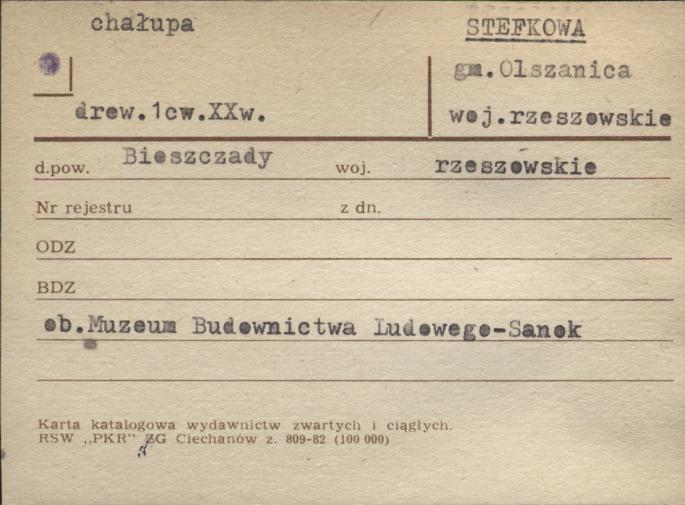 chałupa STEFKOWA
gm.Olszanica
drew.1cw.XXw. woj.rzeszowskie
d.pow. Bieszczady woj. rzeszowskie
Nr rejestru z dn.
ODZ
BDZ
ob.Muzeum Budownictwa Ludowego-Sanok
Karta katalogowa wydawnictw zwartych i ciągłych.
RSW „PKR” ZG Ciechanów z. 809-82 (100 000)